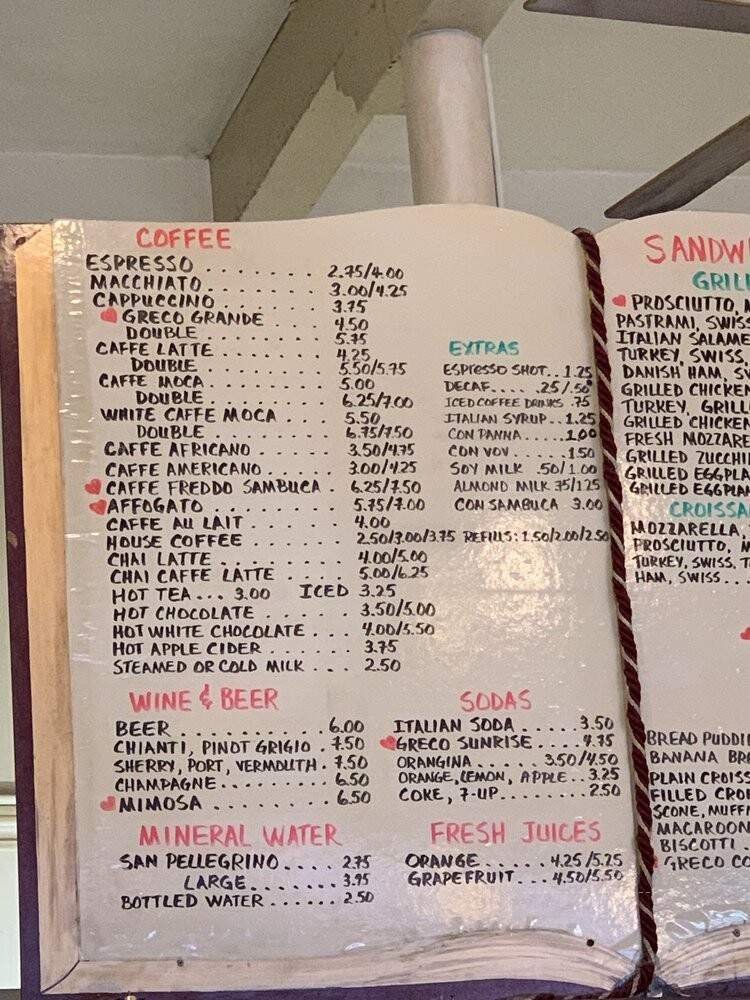 COFFEE
ESPRESSO . . . . . . . 2.75/4.00
MACCHIATO . . . . . . . 3.00/4.25
CAPPUCCINO . . . . . . . 3.75
GRECO GRANDE . . . 4.50
DOUBLE . . . . . . . 5.75
CAFFE LATTE . . . . . . . 4.25
DOUBLE . . . . . . . 5.50/5.75
CAFFE MOCA . . . . . . . 5.00
DOUBLE . . . . . . . 6.25/7.00
WHITE CAFFE MOCA . . . 5.50
DOUBLE . . . . . . . 6.75/7.50
CAFFE AFRICANO . . . . . 3.50/4.75
CAFFE AMERICANO . . . . . 3.00/4.25
CAFFE FREDDO SAMBUCA . 6.25/7.50
AFFOGATO . . . . . . . 5.75/7.00
CAFFE AU LAIT . . . . . 4.00
HOUSE COFFEE . . . . . 2.50/3.00/3.75 REFILLS: 1.50/2.00/2.50
CHAI LATTE . . . . . . . 4.00/5.00
CHAI CAFFE LATTE . . . . 5.00/6.25
HOT TEA . . . 3.00 ICED 3.25
HOT CHOCOLATE . . . . . 3.50/5.00
HOT WHITE CHOCOLATE . . . 4.00/5.50
HOT APPLE CIDER . . . . . 3.75
STEAMED OR COLD MILK . . . 2.50
EXTRAS
ESPRESSO SHOT . . 1.25
DECAF . . . . .25/.50
ICED COFFEE DRINKS .75
ITALIAN SYRUP . . 1.25
CON PANNA . . . . . 1.00
CON VOV . . . . . 1.50
SOY MILK .50/1.00
ALMOND MILK .75/1.25
CON SAMBUCA 3.00
WINE & BEER
BEER . . . . . . . . . . . 6.00
CHIANTI, PINOT GRIGIO . 7.50
SHERRY, PORT, VERMOUTH . 7.50
CHAMPAGNE . . . . . . . . 6.50
MIMOSA . . . . . . . . 6.50
SODAS
ITALIAN SODA . . . . . 3.50
GRECO SUNRISE . . . . 4.75
ORANGINA . . . . . 3.50/4.50
ORANGE, LEMON, APPLE . . 3.25
COKE, 7-UP . . . . . . . . 2.50
MINERAL WATER
SAN PELLEGRINO . . . . 2.75
LARGE . . . . . . . 3.95
BOTTLED WATER . . . . . . 2.50
FRESH JUICES
ORANGE . . . . . 4.25/5.25
GRAPEFRUIT . . . 4.50/5.50
SANDW
GRILL
PROSCIUTTO, M
PASTRAMI, SWISS
ITALIAN SALAME
TURKEY, SWISS,
DANISH HAM, SW
GRILLED CHICKEN
TURKEY, GRILL
GRILLED CHICKEN
FRESH MOZZARE
GRILLED ZUCCHI
GRILLED EGGPLA
GRILLED EGGPLA
CROISSA
MOZZARELLA,
PROSCIUTTO, M
TURKEY, SWISS, T
HAM, SWISS . . .
BREAD PUDDI
BANANA BRE
PLAIN CROISS
FILLED CROI
SCONE, MUFF
MACAROON
BISCOTTI .
GRECO CO